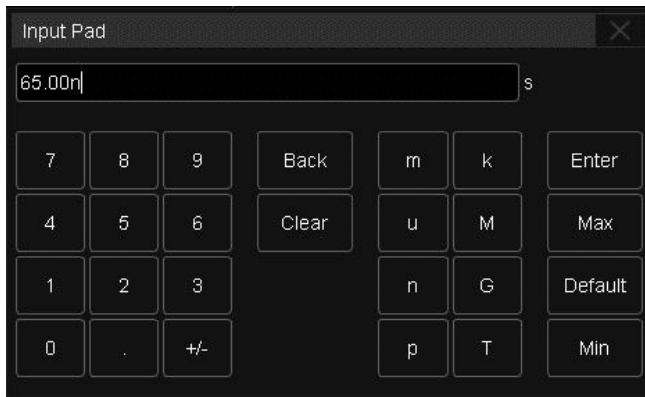 Input Pad
65.00n s
7 8 9 Back m k Enter
4 5 6 Clear u M Max
1 2 3 n G Default
0 . +/- p T Min